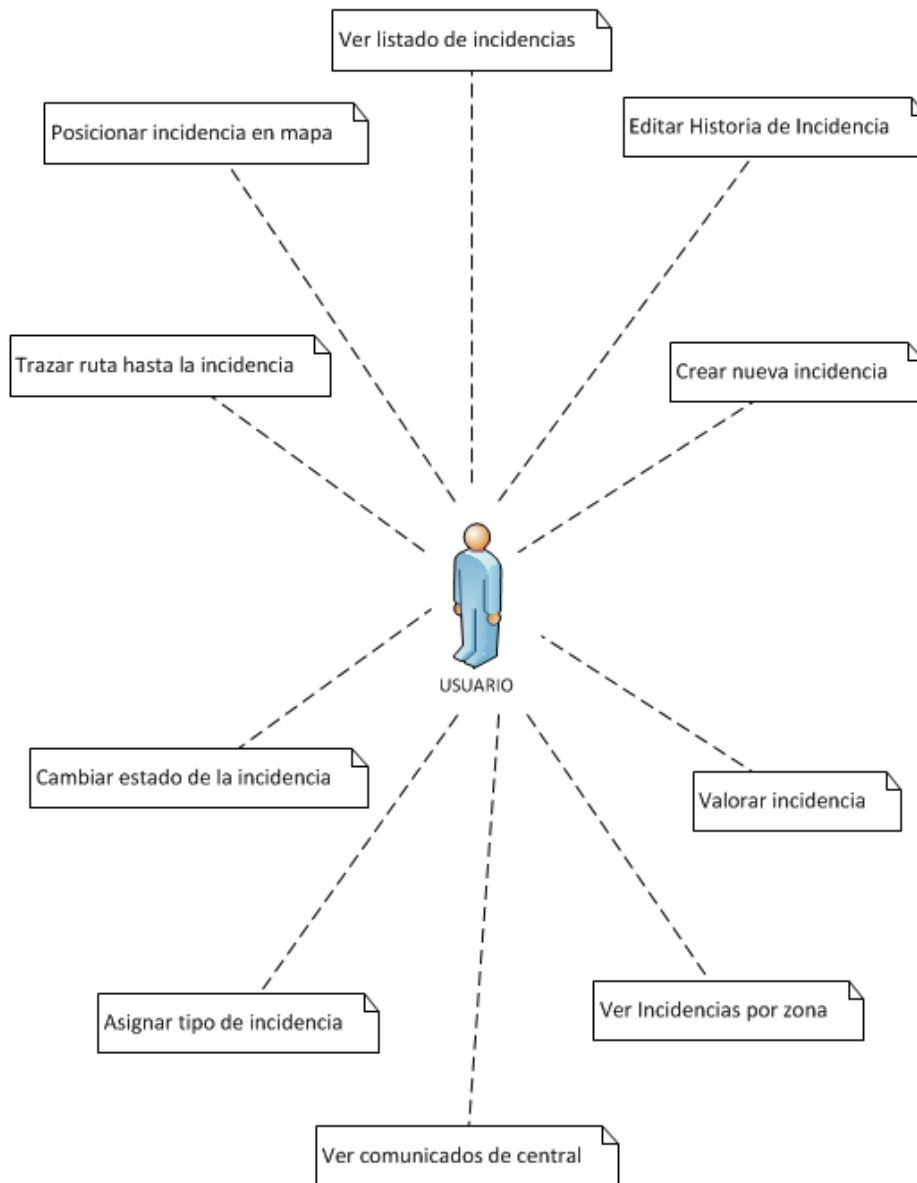 Ver listado de incidencias
Posicionar incidencia en mapa
Editar Historia de Incidencia
Trazar ruta hasta la incidencia
Crear nueva incidencia
USUARIO
Cambiar estado de la incidencia
Valorar incidencia
Asignar tipo de incidencia
Ver Incidencias por zona
Ver comunicados de central